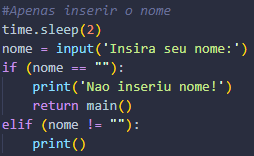 #Apenas inserir o nome
time.sleep(2)
nome = input('Insira seu nome:')
if (nome == ""):
    print('Nao inseriu nome!')
    return main()
elif (nome != ""):
    print()